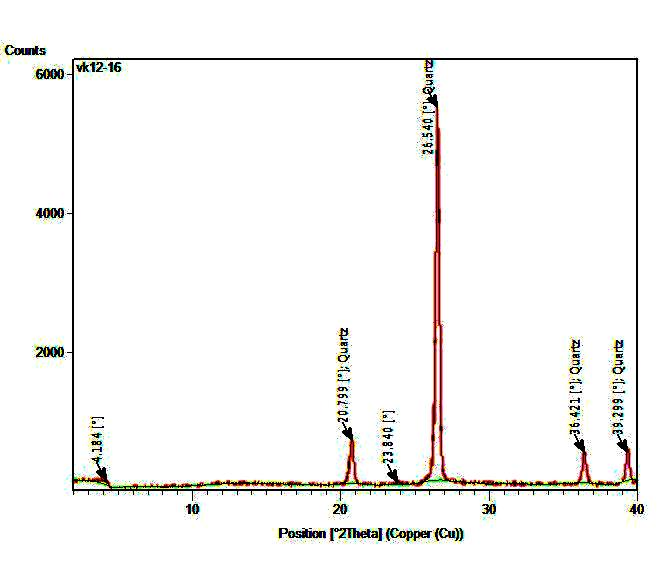 Counts
vk12-16
6000
4000
2000
4.184 [°]
20.799 [°]; Quartz
23.840 [°]
26.540 [°]; Quartz
36.421 [°]; Quartz
39.299 [°]; Quartz
10
20
30
40
Position [°2Theta] (Copper (Cu))